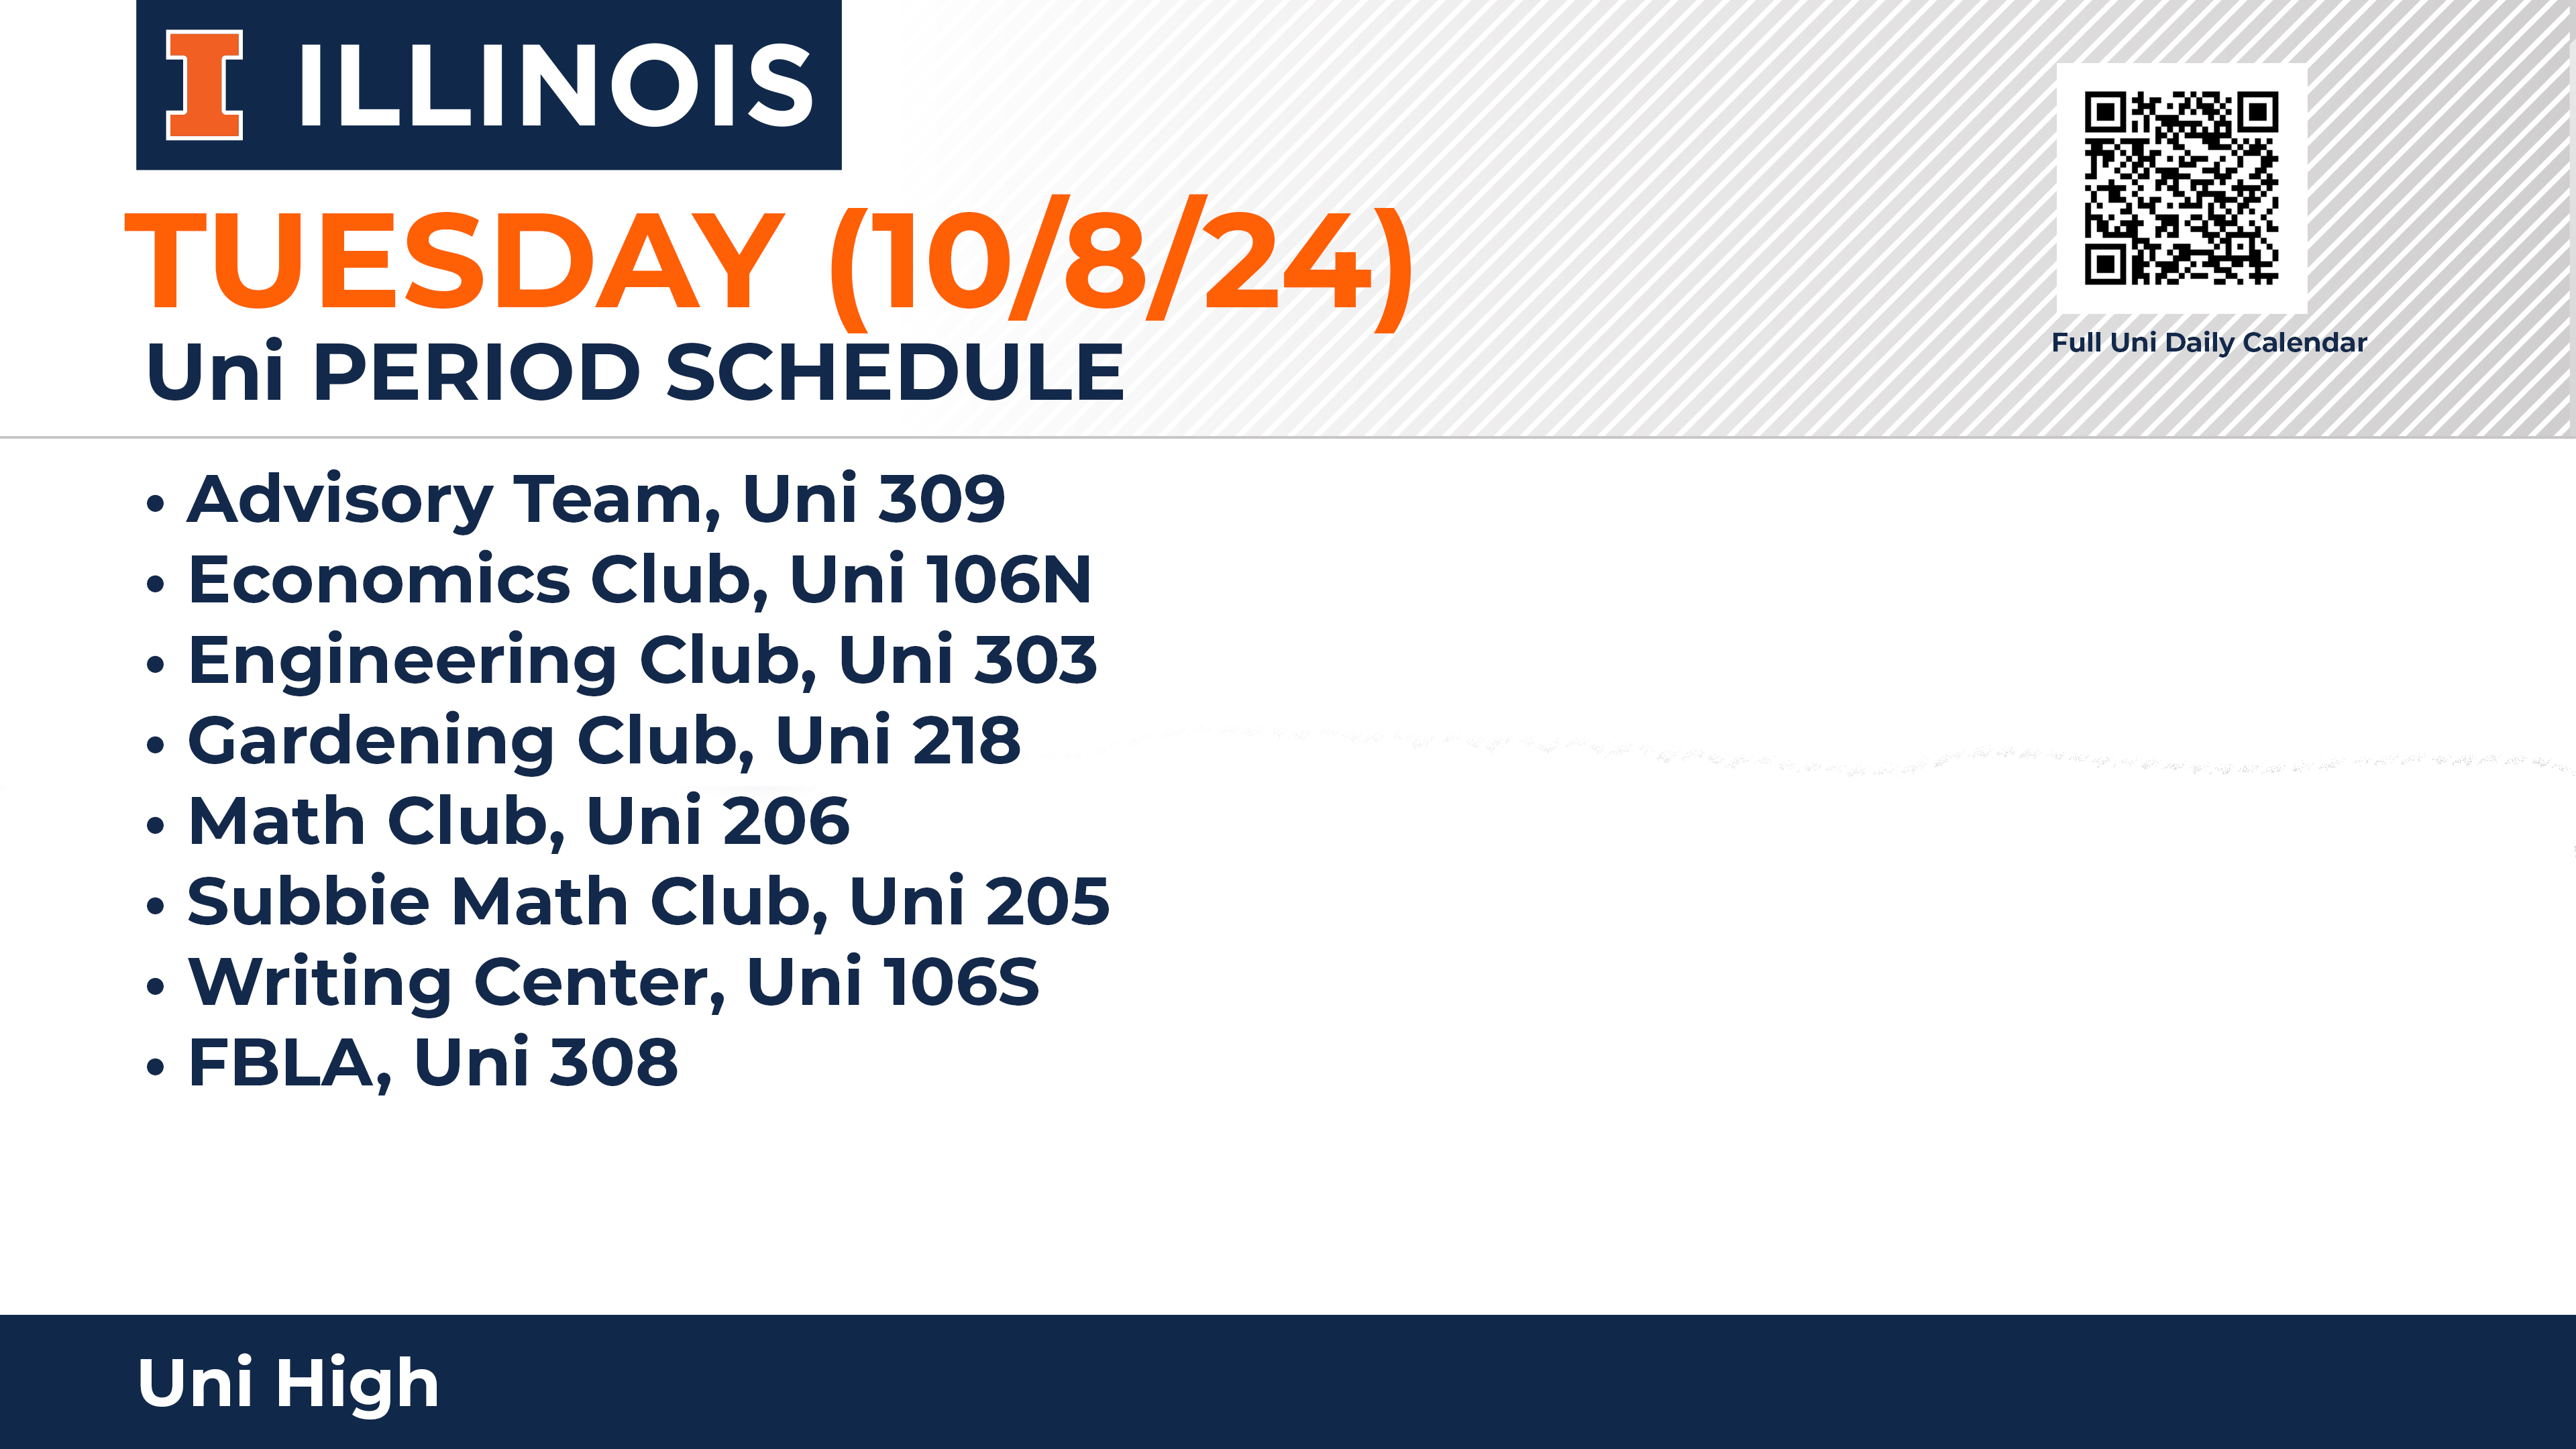 I ILLINOIS
TUESDAY (10/8/24)
Uni PERIOD SCHEDULE
Full Uni Daily Calendar
• Advisory Team, Uni 309
• Economics Club, Uni 106N
• Engineering Club, Uni 303
• Gardening Club, Uni 218
• Math Club, Uni 206
• Subbie Math Club, Uni 205
• Writing Center, Uni 106S
• FBLA, Uni 308
Uni High